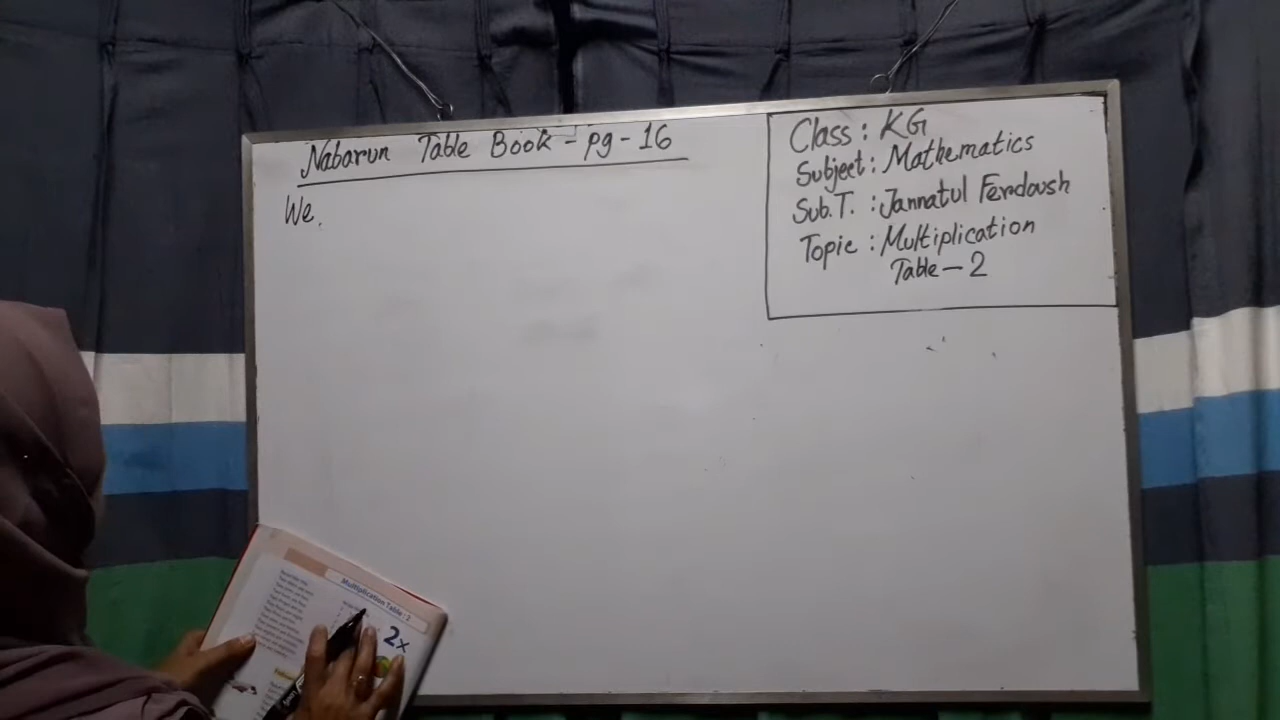 Nabarun Table Book - pg - 16
We.
Class : KG
Subject : Mathematics
Sub.T. : Jannatul Ferdoush
Topic : Multiplication
Table - 2
Multiplication Table : 2
2x